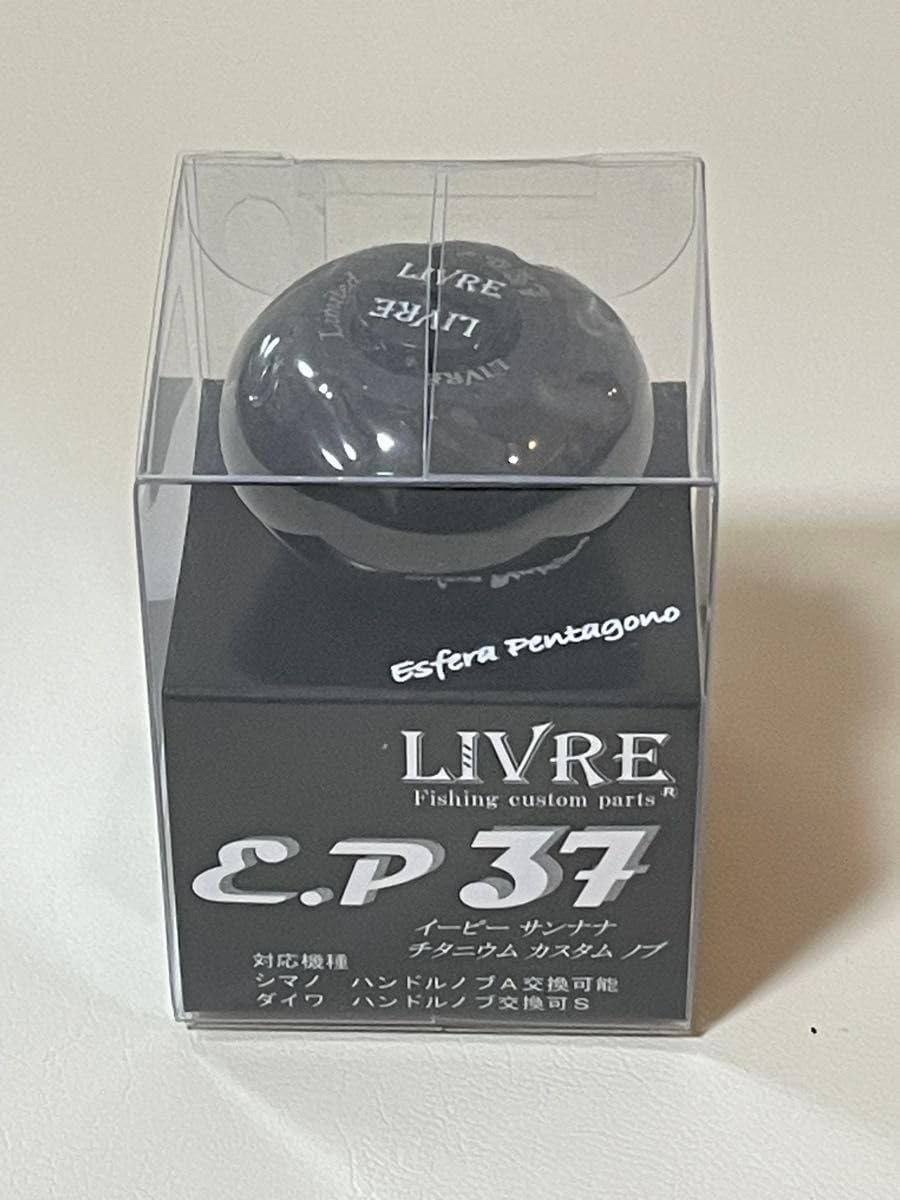 LIVRE
Limited
LIVRE
LIVRE
Esfera Pentagono
LIVRE
Fishing custom parts
R
E.P 37
イーピー サンナナ
チタニウム カスタム ノブ
対応機種
シマノ ハンドルノブA交換可能
ダイワ ハンドルノブ交換可S